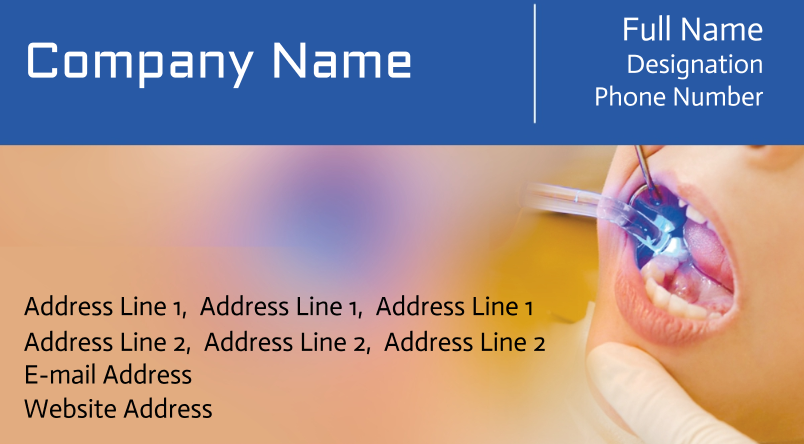 Company Name
Full Name
Designation
Phone Number
Address Line 1,  Address Line 1,  Address Line 1
Address Line 2,  Address Line 2,  Address Line 2
E-mail Address
Website Address